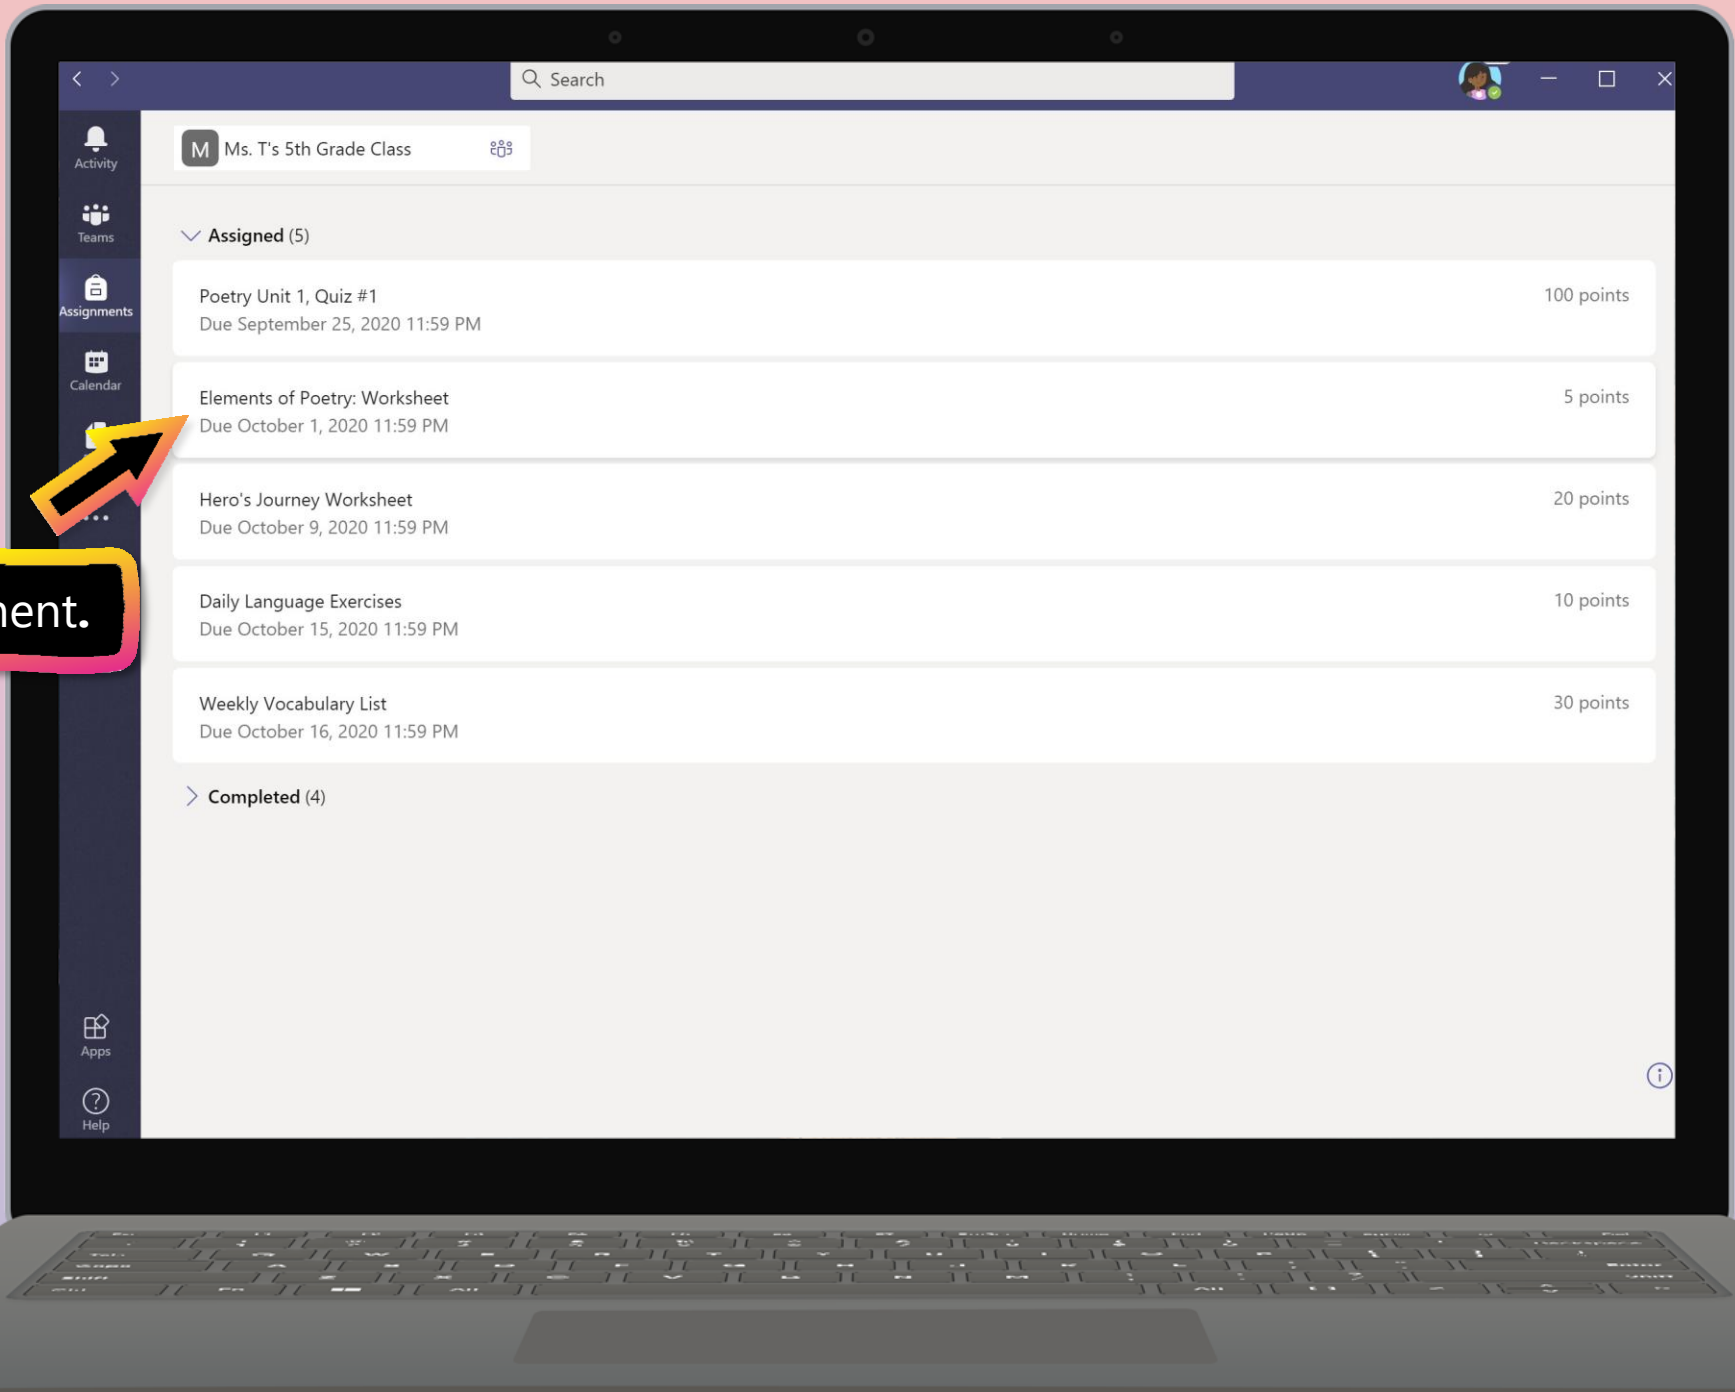 Search
Activity
Teams
Assignments
Calendar
Apps
Help
M Ms. T's 5th Grade Class
Assigned (5)
Poetry Unit 1, Quiz #1
100 points
Due September 25, 2020 11:59 PM
Elements of Poetry: Worksheet
5 points
Due October 1, 2020 11:59 PM
Hero's Journey Worksheet
20 points
Due October 9, 2020 11:59 PM
Daily Language Exercises
10 points
Due October 15, 2020 11:59 PM
Weekly Vocabulary List
30 points
Due October 16, 2020 11:59 PM
Completed (4)